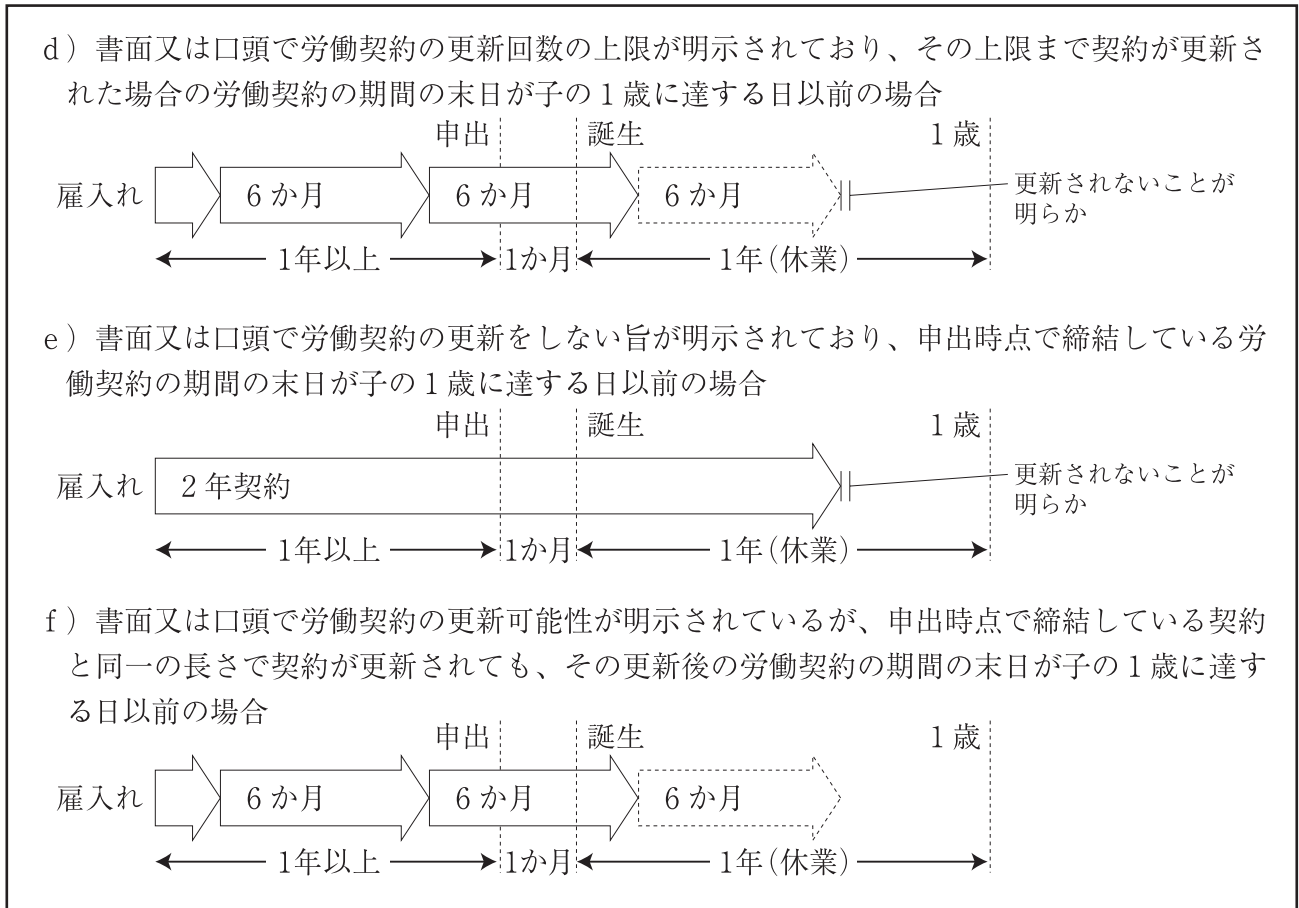 d）書面又は口頭で労働契約の更新回数の上限が明示されており、その上限まで契約が更新さ
れた場合の労働契約の期間の末日が子の１歳に達する日以前の場合
申出 誕生 １歳
雇入れ ６か月 ６か月 ６か月 更新されないことが
明らか
1年以上 1か月 1年(休業)
e）書面又は口頭で労働契約の更新をしない旨が明示されており、申出時点で締結している労
働契約の期間の末日が子の１歳に達する日以前の場合
申出 誕生 １歳
雇入れ ２年契約 更新されないことが
明らか
1年以上 1か月 1年(休業)
f）書面又は口頭で労働契約の更新可能性が明示されているが、申出時点で締結している契約
と同一の長さで契約が更新されても、その更新後の労働契約の期間の末日が子の１歳に達す
る日以前の場合
申出 誕生 １歳
雇入れ ６か月 ６か月 ６か月
1年以上 1か月 1年(休業)